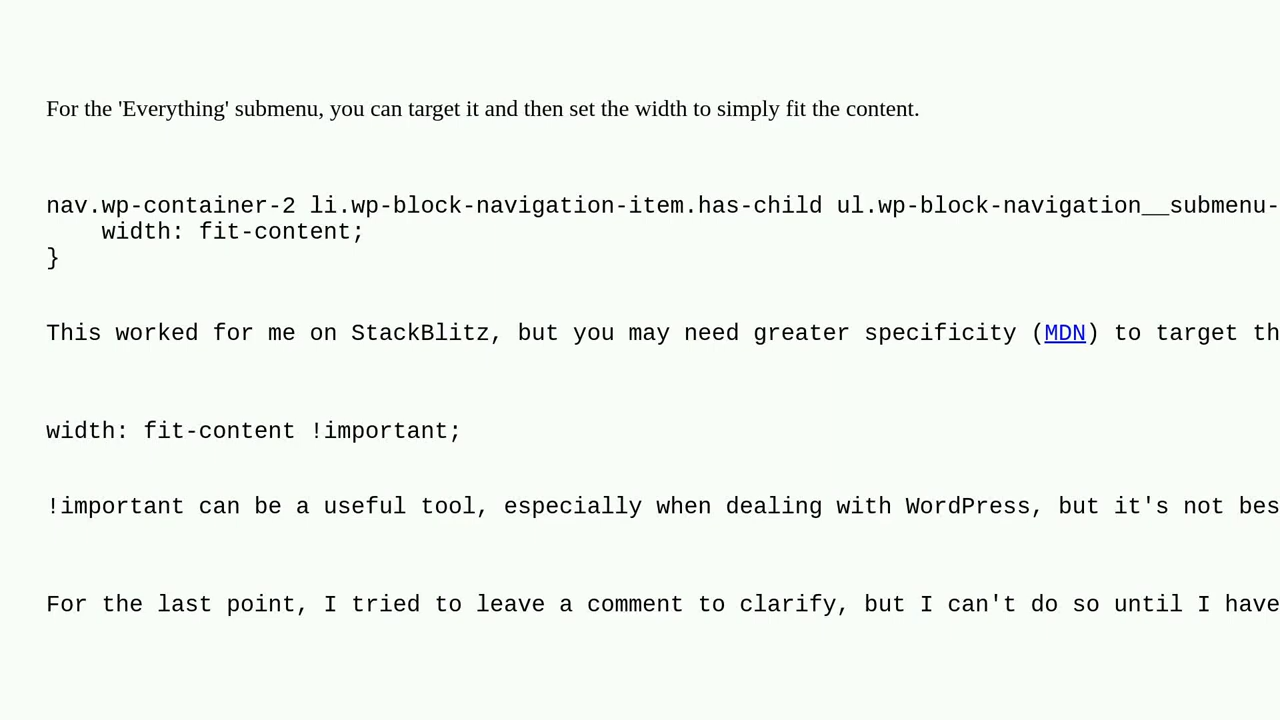 For the 'Everything' submenu, you can target it and then set the width to simply fit the content.
nav.wp-container-2 li.wp-block-navigation-item.has-child ul.wp-block-navigation__submenu-
    width: fit-content;
}
This worked for me on StackBlitz, but you may need greater specificity (MDN) to target th
width: fit-content !important;
!important can be a useful tool, especially when dealing with WordPress, but it's not bes
For the last point, I tried to leave a comment to clarify, but I can't do so until I have